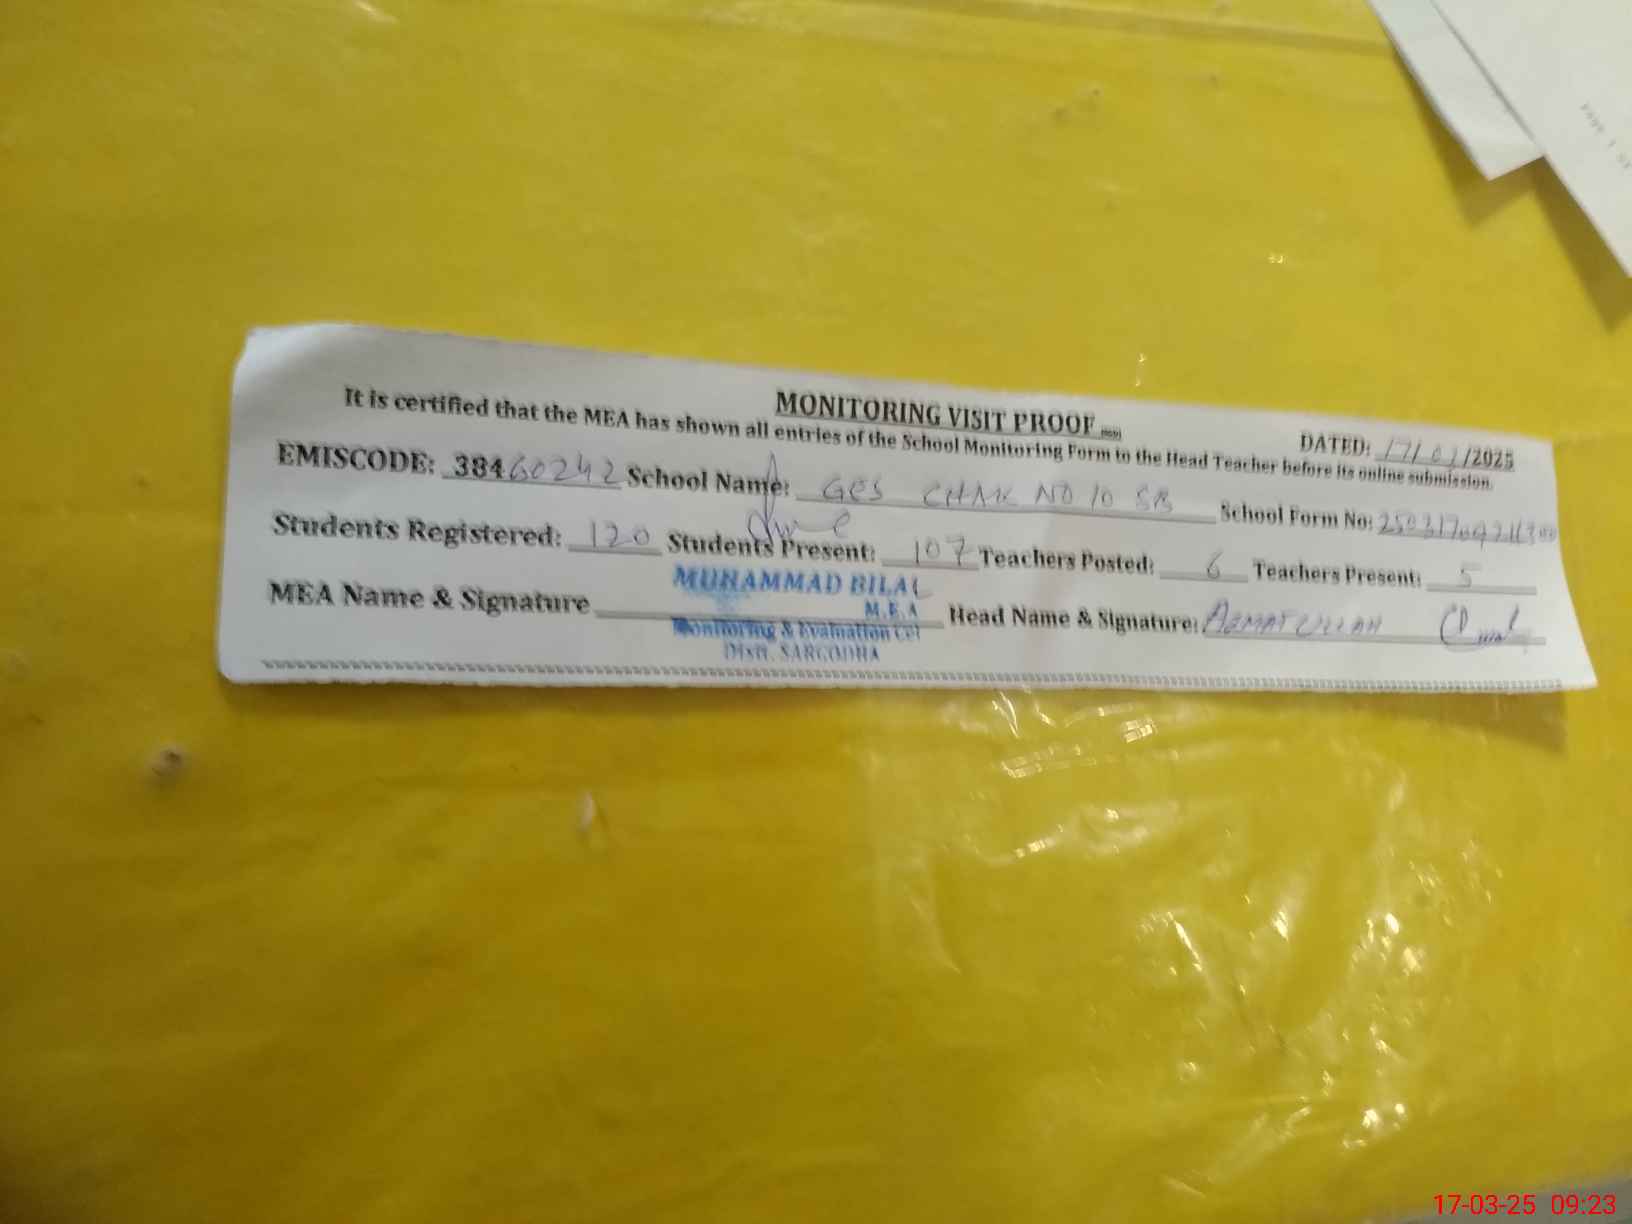 MONITORING VISIT PROOF
DATED: 17/03/2025
It is certified that the MEA has shown all entries of the School Monitoring Form to the Head Teacher before its online submission.
EMISCODE: 38460242 School Name: GES CHAK NO 10 SB School Form No:
Students Registered: 120 Students Present: 107 Teachers Posted: 6 Teachers Present: 5
MEA Name & Signature MUHAMMAD BILAL Head Name & Signature: AZMATULLAH
M.E.A
Monitoring & Evaluation Cel
Distt. SARGODHA
17-03-25 09:23